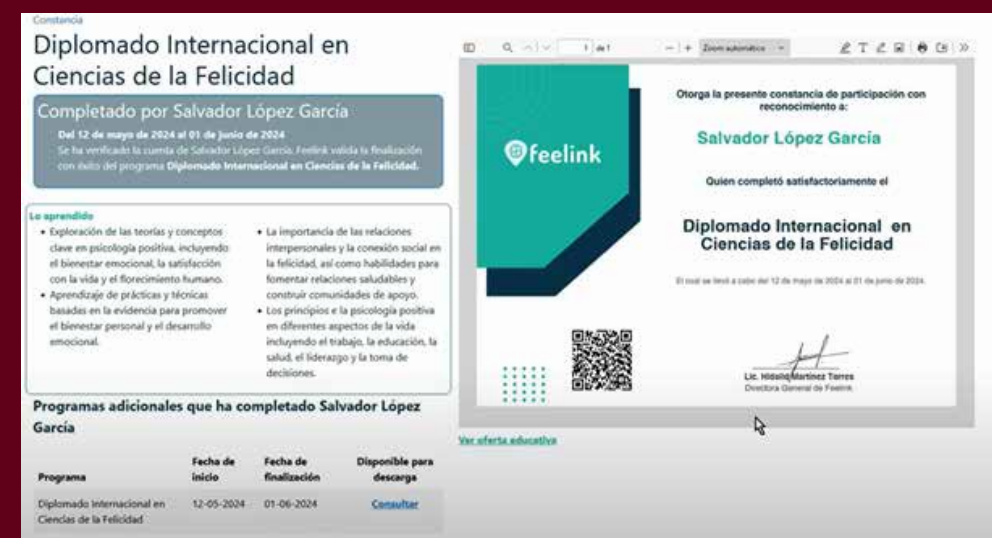 Constancia
Diplomado Internacional en
Ciencias de la Felicidad
Completado por Salvador López García
Del 12 de mayo de 2024 al 01 de junio de 2024
Se ha verificado la cuenta de Salvador López García. Feelink valida la finalización
con éxito del programa Diplomado Internacional en Ciencias de la Felicidad.
Lo aprendido
• Exploración de las teorías y conceptos
clave en psicología positiva, incluyendo
el bienestar emocional, la satisfacción
con la vida y el florecimiento humano.
• Aprendizaje de prácticas y técnicas
basadas en la evidencia para promover
el bienestar personal y el desarrollo
emocional.
• La importancia de las relaciones
interpersonales y la conexión social en
la felicidad, así como habilidades para
fomentar relaciones saludables y
construir comunidades de apoyo.
• Los principios e la psicología positiva
en diferentes aspectos de la vida
incluyendo el trabajo, la educación, la
salud, el liderazgo y la toma de
decisiones.
Programas adicionales que ha completado Salvador López
García
Programa
Fecha de
inicio
Fecha de
finalización
Disponible para
descarga
Diplomado Internacional en
Ciencias de la Felicidad
12-05-2024
01-06-2024
Consultar
1 de 1
Zoom automático
feelink
Otorga la presente constancia de participación con
reconocimiento a:
Salvador López García
Quien completó satisfactoriamente el
Diplomado Internacional en
Ciencias de la Felicidad
El cual se llevó a cabo del 12 de mayo de 2024 al 01 de junio de 2024.
Lic. Martínez Torres
Directora General de Feelink
Ver oferta educativa